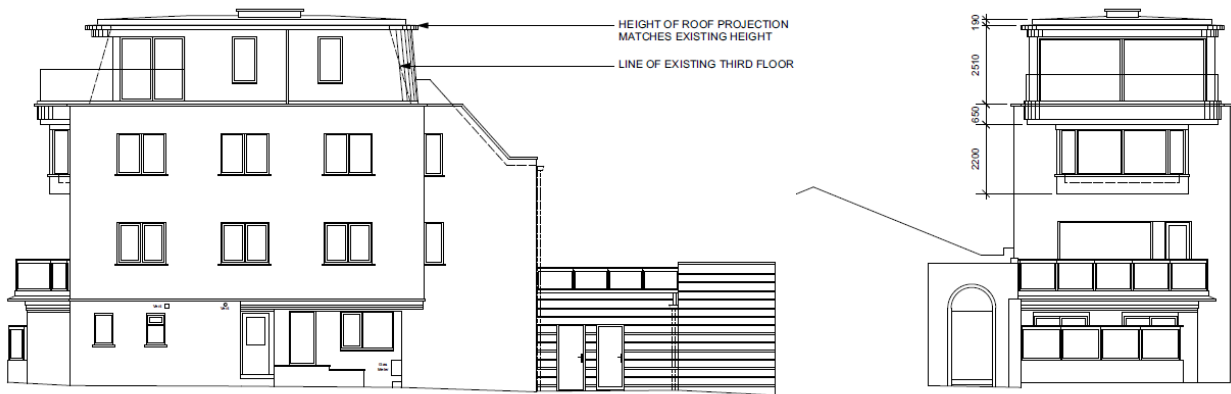 HEIGHT OF ROOF PROJECTION
MATCHES EXISTING HEIGHT
LINE OF EXISTING THIRD FLOOR
190
2510
650
2200